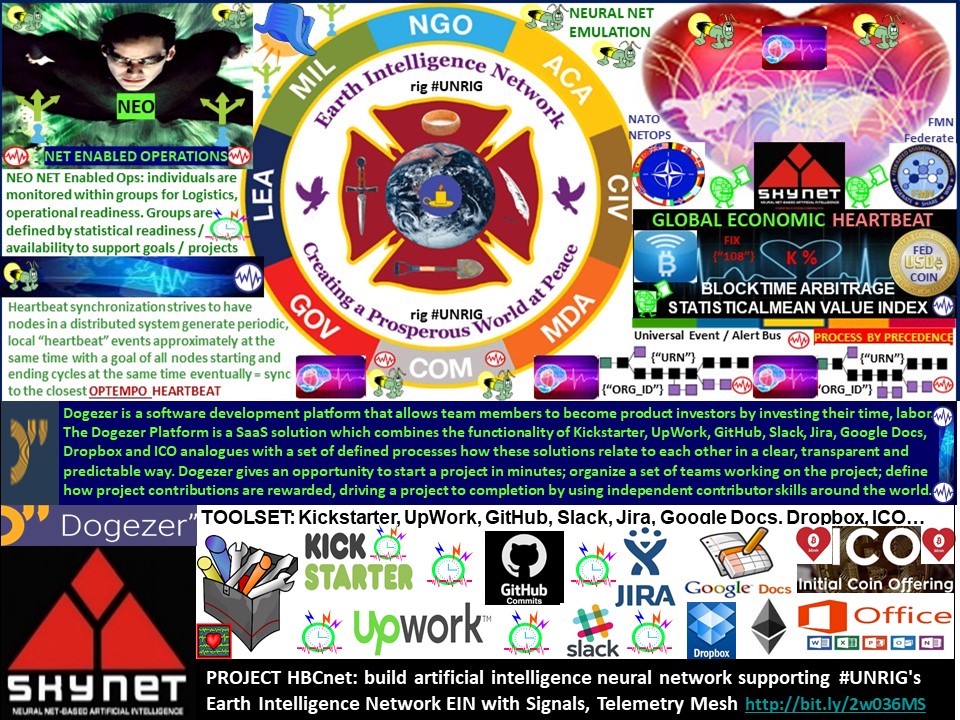 NEO
NET ENABLED OPERATIONS
NEO NET Enabled Ops: individuals are
monitored within groups for Logistics,
operational readiness. Groups are
defined by statistical readiness /
availability to support goals / projects
Heartbeat synchronization strives to have
nodes in a distributed system generate periodic,
local "heartbeat" events approximately at the
same time with a goal of all nodes starting and
ending cycles at the same time eventually = sync
to the closest OPTEMPO HEARTBEAT
NGO
ACA
CIV
MDA
COM
GOV
LEA
MIL
Earth Intelligence Network
rig #UNRIG
rig #UNRIG
Creating a Prosperous World at Peace
NEURAL NET
EMULATION
NATO
NETOPS
FMN
Federate
SKYNET
NEURAL NET-BASED ARTIFICIAL INTELLIGENCE
FMN
GLOBAL ECONOMIC HEARTBEAT
FIX
{"108"}
K %
FED
USD
COIN
BLOCKTIME ARBITRAGE
STATISTICALMEAN VALUE INDEX
Universal Event / Alert Bus
PROCESS BY PRECEDENCE
{"URN"}
{"ORG_ID"}
{"URN"}
{"ORG_ID"}
Dogezer is a software development platform that allows team members to become product investors by investing their time, labor.
The Dogezer Platform is a SaaS solution which combines the functionality of Kickstarter, UpWork, GitHub, Slack, Jira, Google Docs,
Dropbox and ICO analogues with a set of defined processes how these solutions relate to each other in a clear, transparent and
predictable way. Dogezer gives an opportunity to start a project in minutes; organize a set of teams working on the project; define
how project contributions are rewarded, driving a project to completion by using independent contributor skills around the world.
Dogezer"
TOOLSET: Kickstarter, UpWork, GitHub, Slack, Jira, Google Docs, Dropbox, ICO…
KICK
STARTER
GitHub
Commits
JIRA
Google Docs
ICO
Initial Coin Offering
upwork™
slack
Dropbox
Office
SKYNET
NEURAL NET-BASED ARTIFICIAL INTELLIGENCE
PROJECT HBCnet: build artificial intelligence neural network supporting #UNRIG's
Earth Intelligence Network EIN with Signals, Telemetry Mesh http://bit.ly/2w036MS